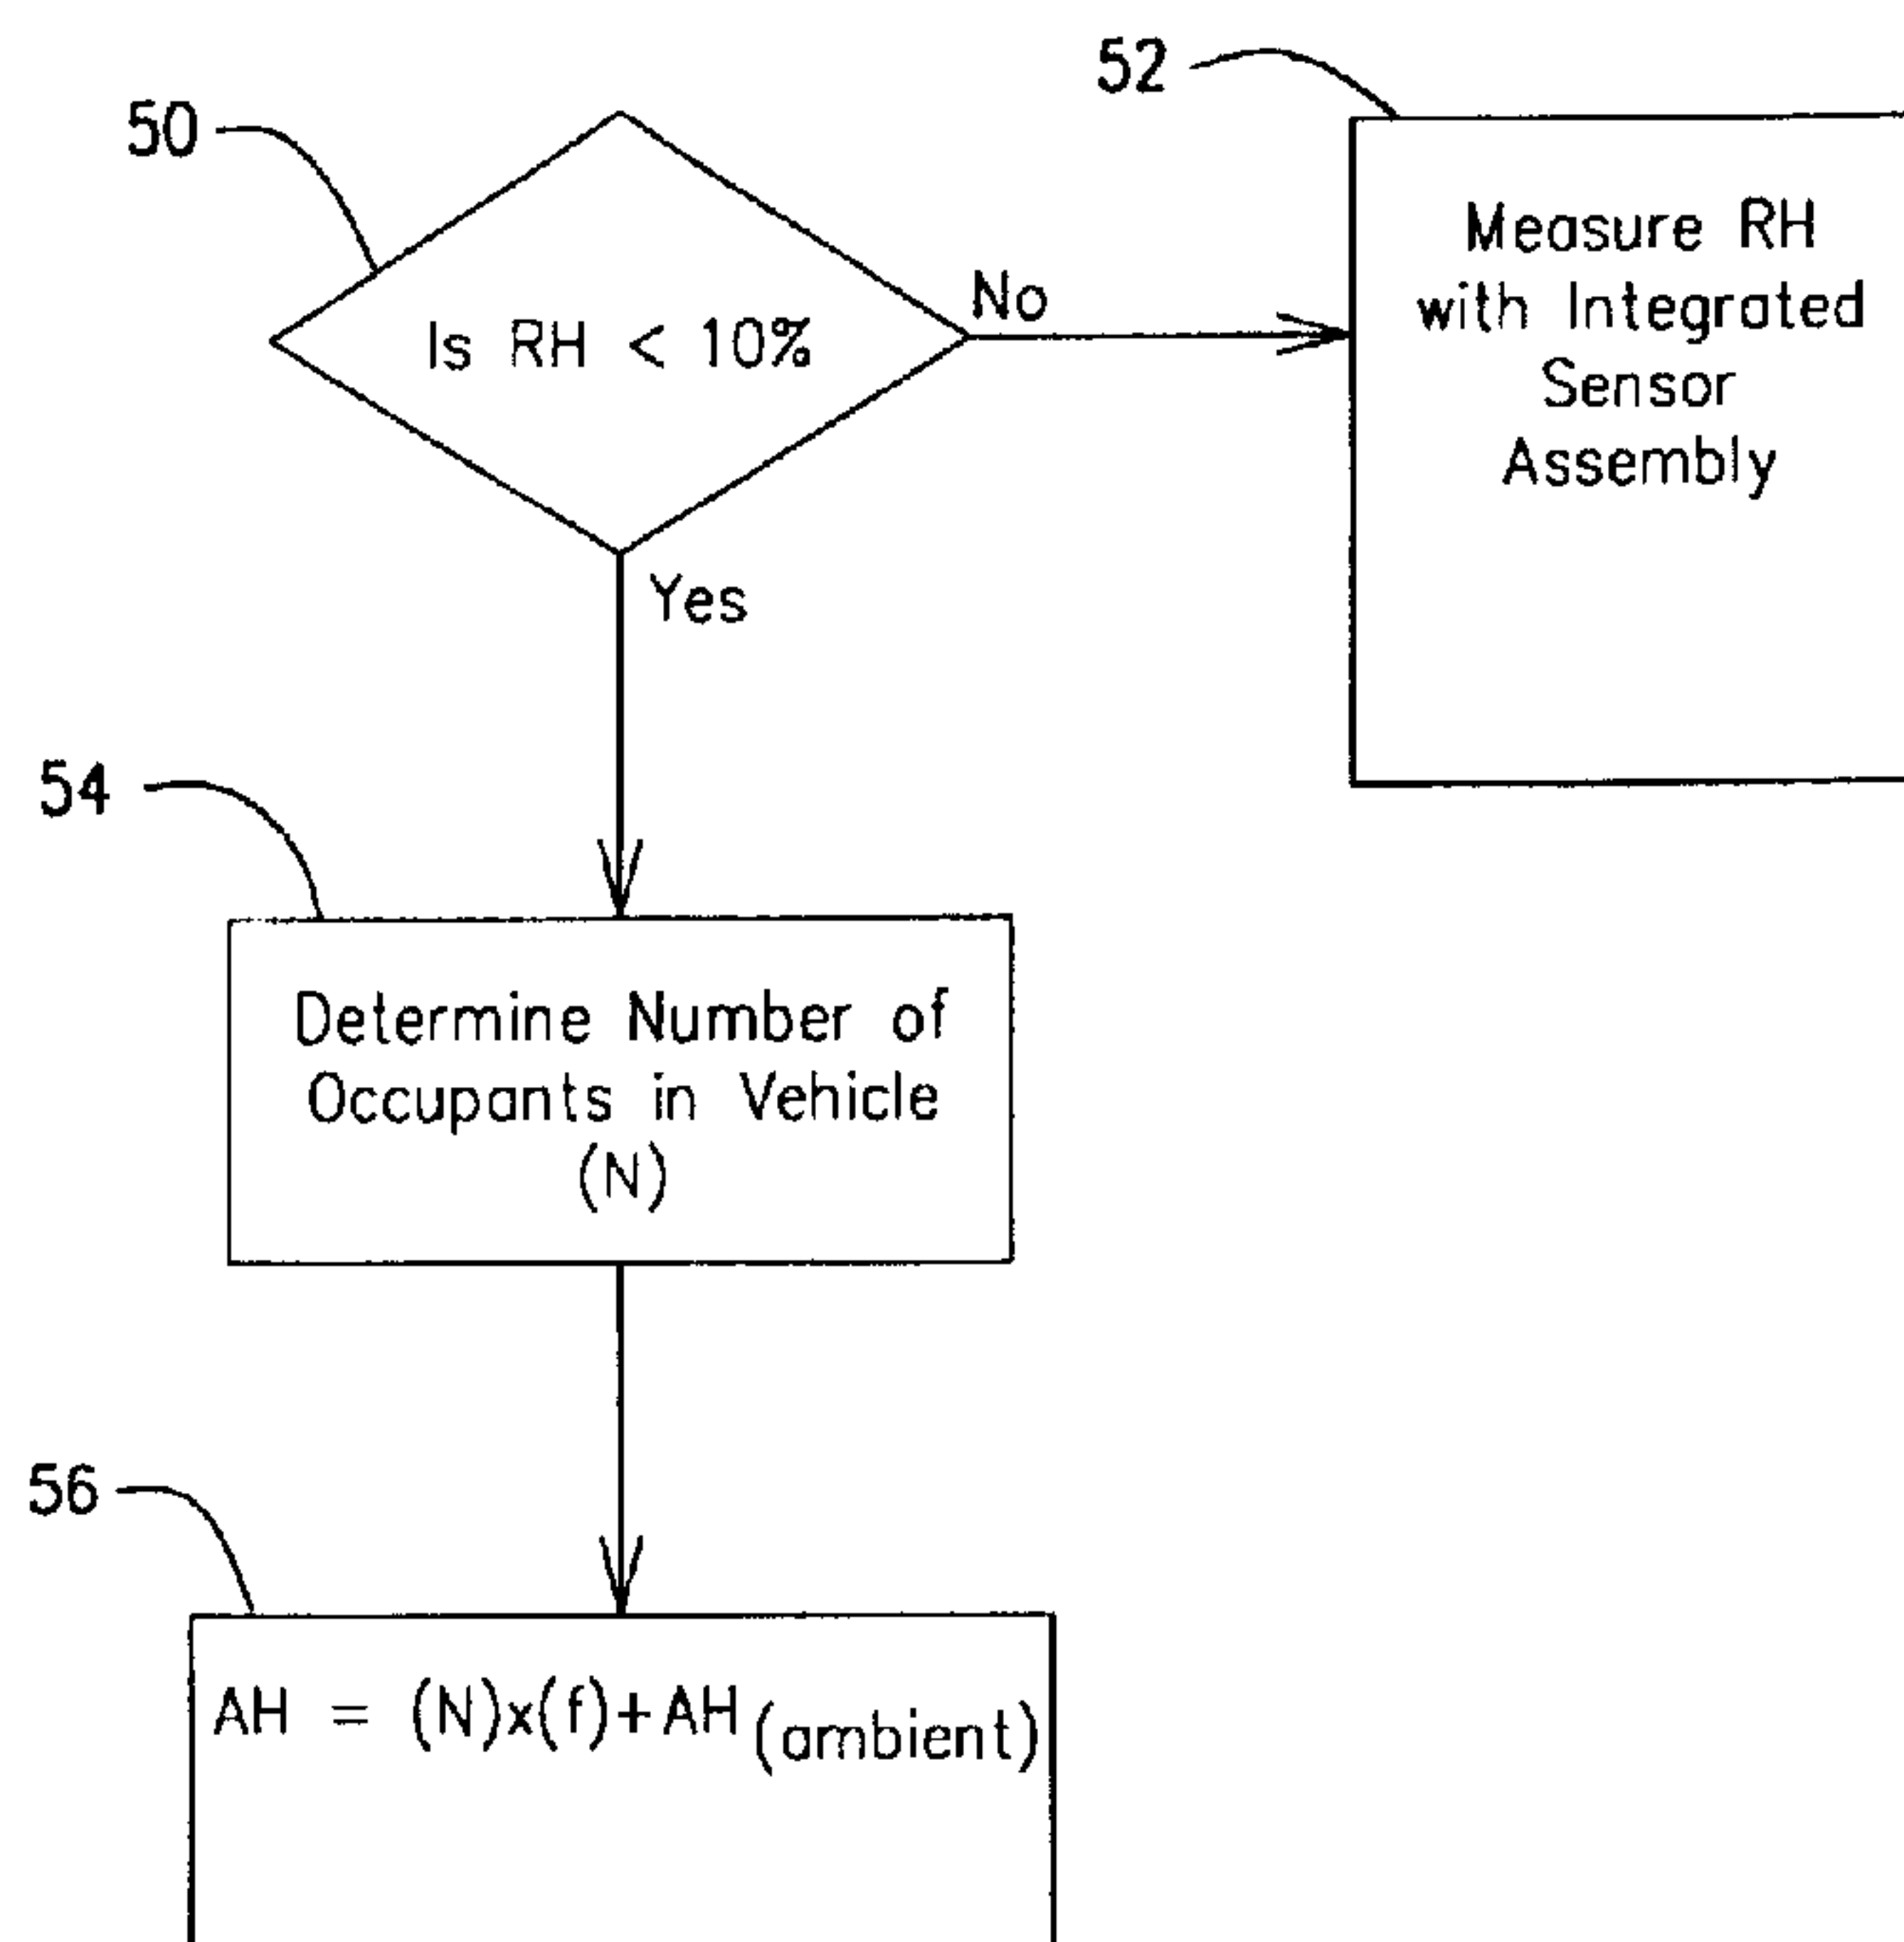 50
Is RH < 10%
No
52
Measure RH
with Integrated
Sensor
Assembly
Yes
54
Determine Number of
Occupants in Vehicle
(N)
56
AH = (N)x(f)+AH(ambient)